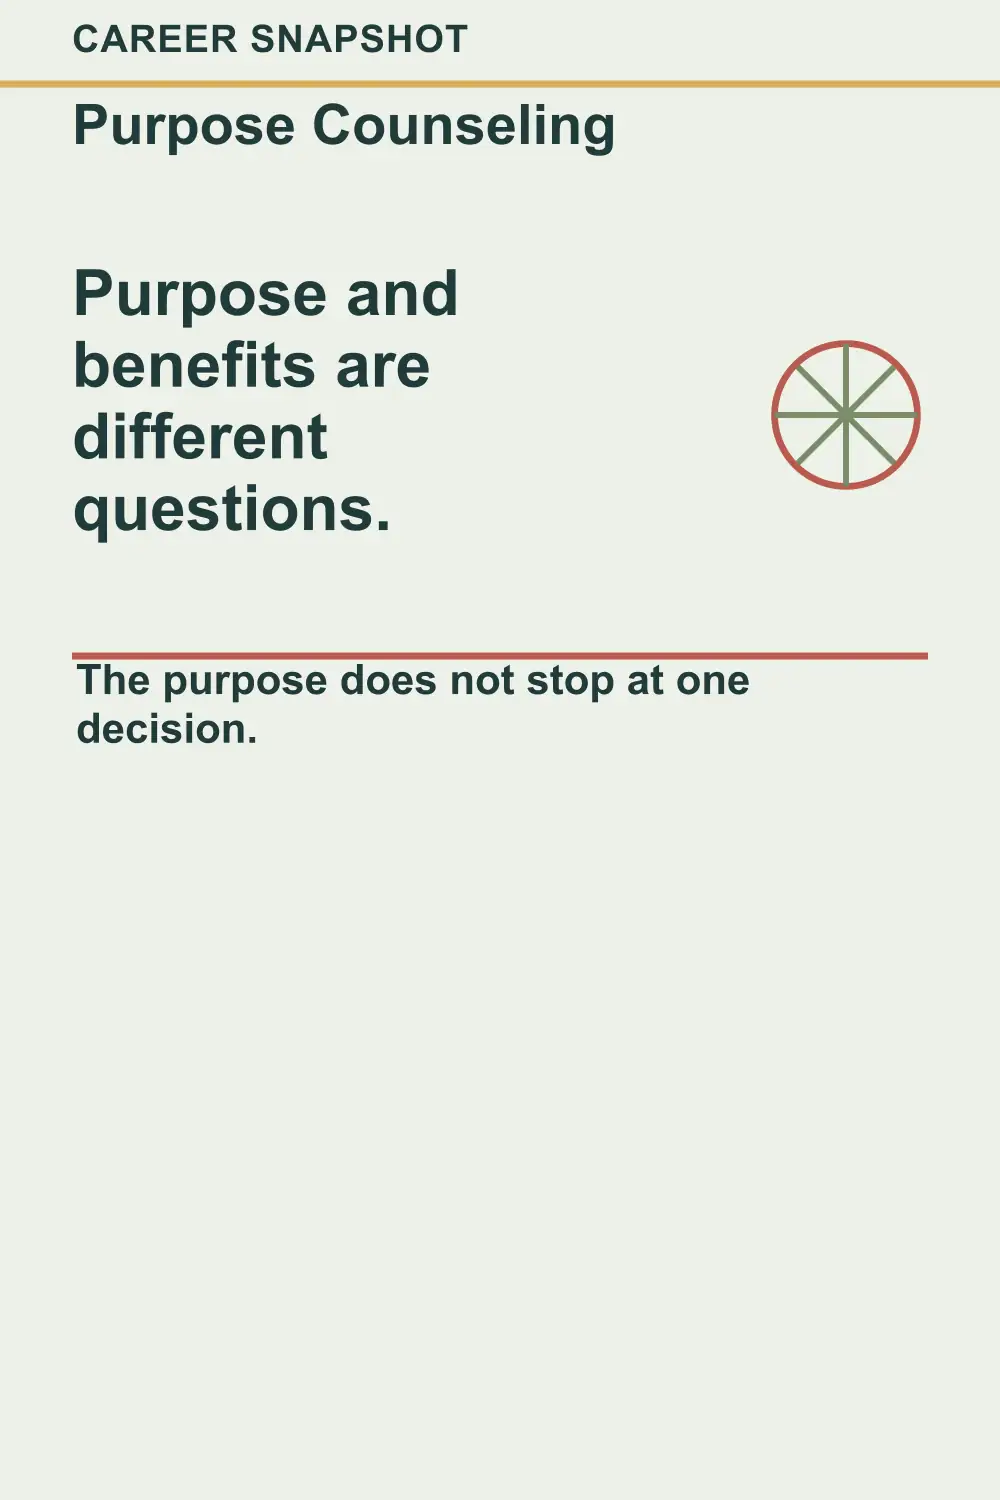 CAREER SNAPSHOT
Purpose Counseling
Purpose and
benefits are
different
questions.
The purpose does not stop at one
decision.